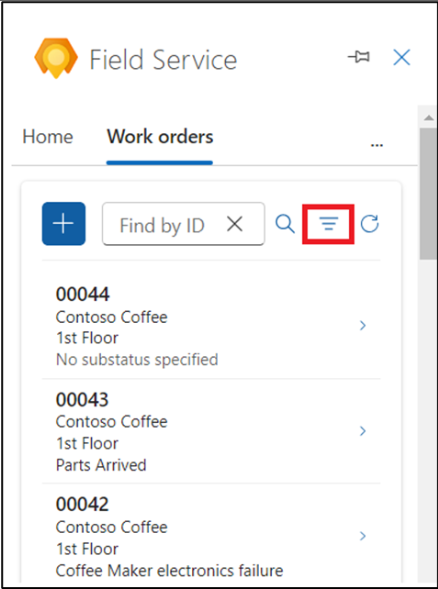 Field Service
Home Work orders ...
Find by ID
00044
Contoso Coffee
1st Floor
No substatus specified
00043
Contoso Coffee
1st Floor
Parts Arrived
00042
Contoso Coffee
1st Floor
Coffee Maker electronics failure